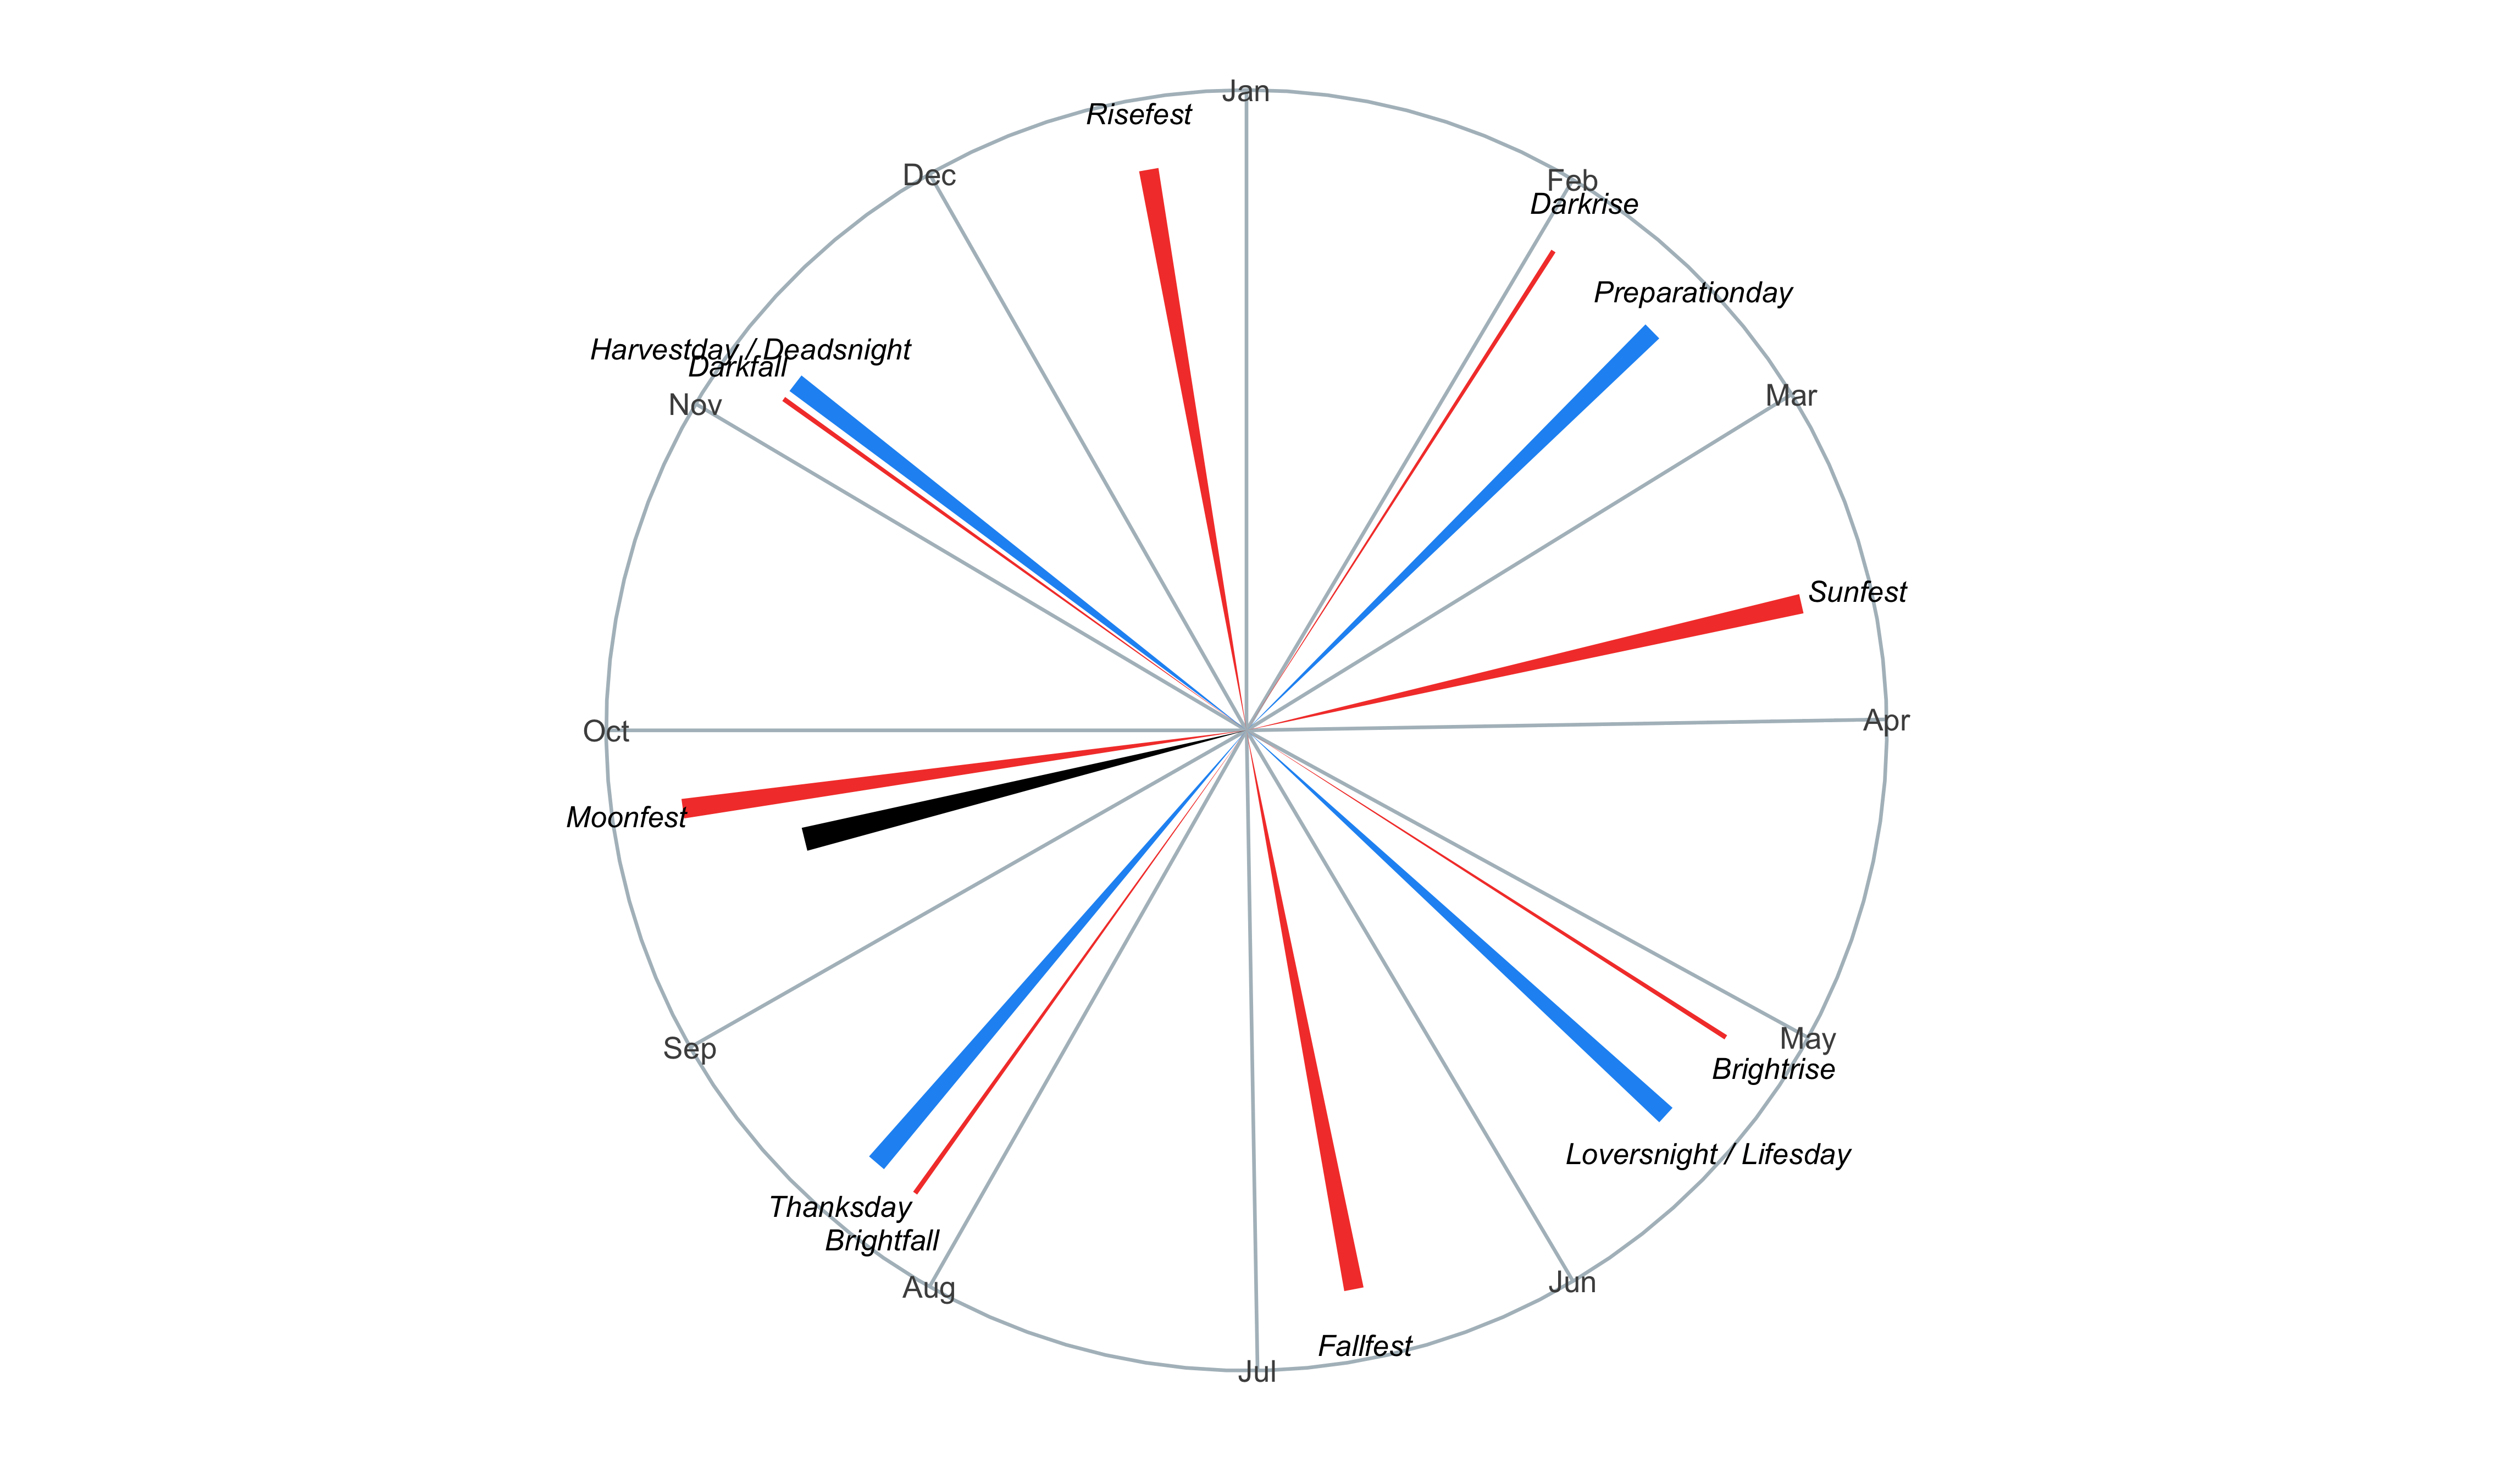 Jan
Risefest
Dec
Feb
Darkrise
Preparationday
Harvestday / Deadsnight
Darkfall
Nov
Mar
Sunfest
Oct
Apr
Moonfest
Sep
May
Brightrise
Loversnight / Lifesday
Thanksday
Brightfall
Aug
Jun
Fallfest
Jul